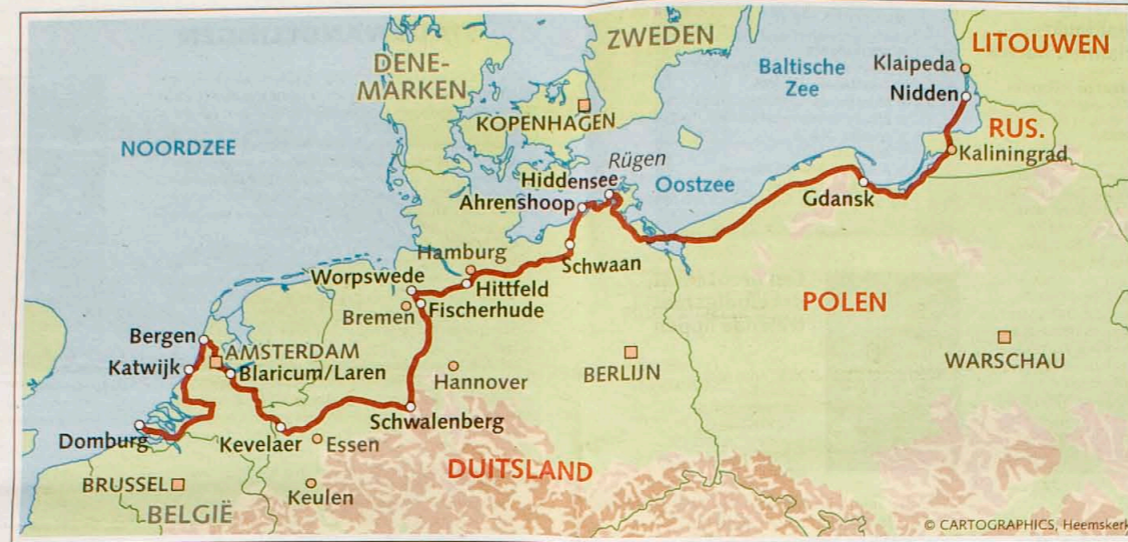 ZWEDEN
DENE-
MARKEN
LITOUWEN
Klaipeda
Baltische
Zee
Nidden
KOPENHAGEN
RUS.
NOORDZEE
Kaliningrad
Rügen
Hiddensee
Oostzee
Ahrenshoop
Gdansk
Hamburg
Schwaan
Worpswede
Hittfeld
Bremen
Fischerhude
POLEN
Bergen
AMSTERDAM
Katwijk
Blaricum/Laren
Hannover
BERLIJN
WARSCHAU
Schwalenberg
Domburg
Kevelaer
Essen
DUITSLAND
BRUSSEL
Keulen
BELGIË
© CARTOGRAPHICS, Heemskerk